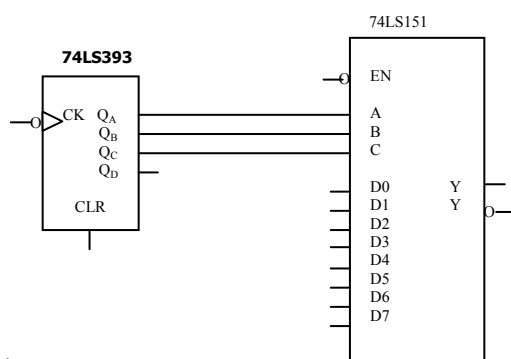 74LS151
74LS393
EN
CK QA
QB
QC
QD
CLR
A
B
C
D0 Y
D1 Y
D2
D3
D4
D5
D6
D7